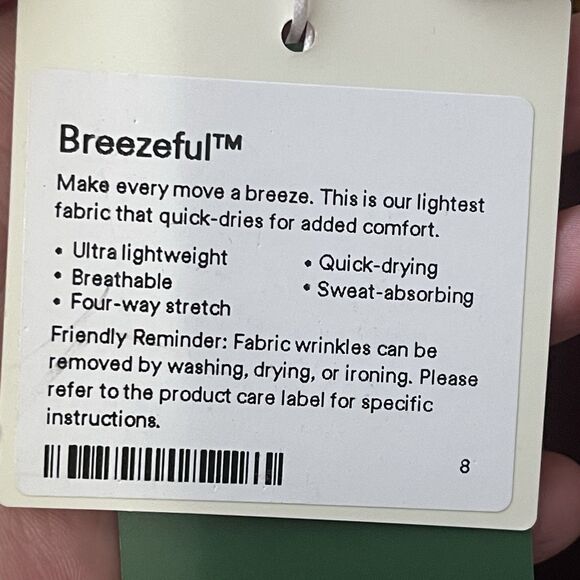 Breezeful™
Make every move a breeze. This is our lightest
fabric that quick-dries for added comfort.
• Ultra lightweight
• Breathable
• Four-way stretch
• Quick-drying
• Sweat-absorbing
Friendly Reminder: Fabric wrinkles can be
removed by washing, drying, or ironing. Please
refer to the product care label for specific
instructions.
8